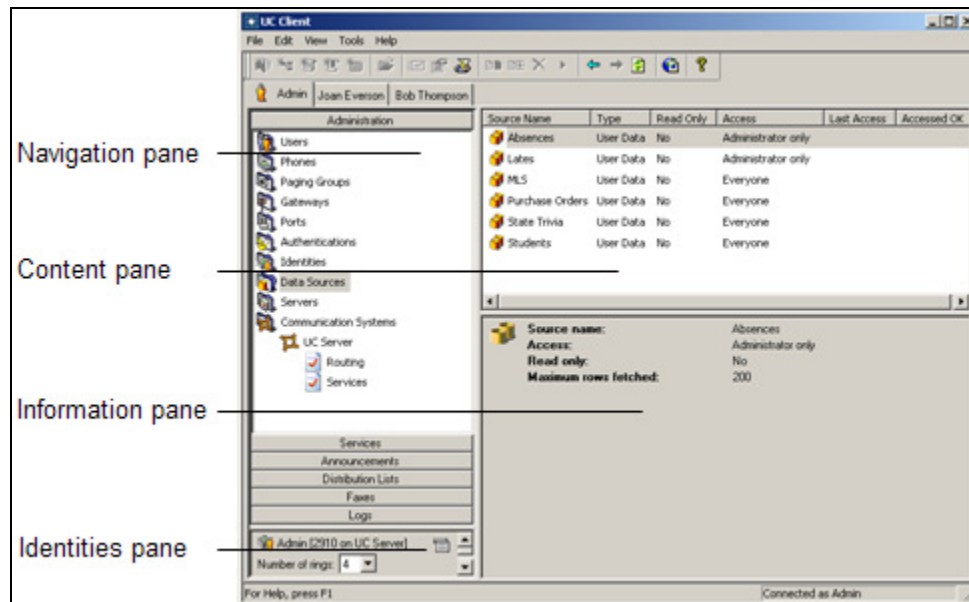 UC Client
File Edit View Tools Help
Admin Joan Everson Bob Thompson
Administration
Users
Phones
Paging Groups
Gateways
Ports
Authentications
Identities
Data Sources
Servers
Communication Systems
UC Server
Routing
Services
Services
Announcements
Distribution Lists
Faxes
Logs
Admin [2910 on UC Server]
Number of rings: 4
Source Name Type Read Only Access Last Access Accessed OK
Absences User Data No Administrator only
Lates User Data No Administrator only
MLS User Data No Everyone
Purchase Orders User Data No Everyone
State Trivia User Data No Everyone
Students User Data No Everyone
Source name: Absences
Access: Administrator only
Read only: No
Maximum rows fetched: 200
For Help, press F1 Connected as Admin
Navigation pane
Content pane
Information pane
Identities pane